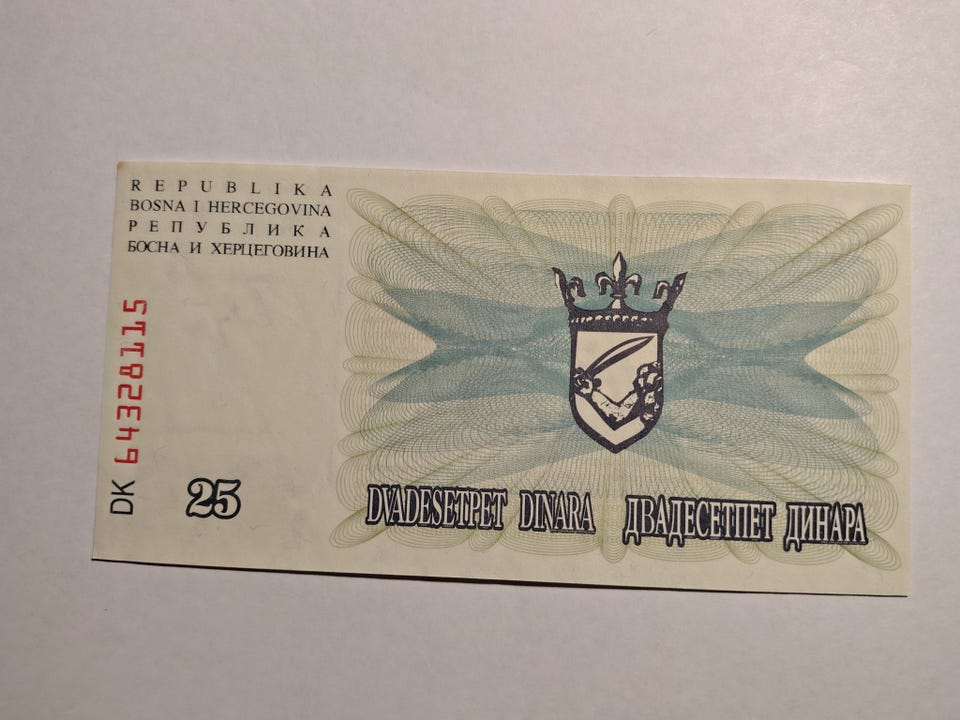 REPUBLIKA
BOSNA I HERCEGOVINA
РЕПУБЛИКА
БОСНА И ХЕРЦЕГОВИНА
DK 64328115
25
DVADESETPET DINARA ДВАДЕСЕТПЕТ ДИНАРА